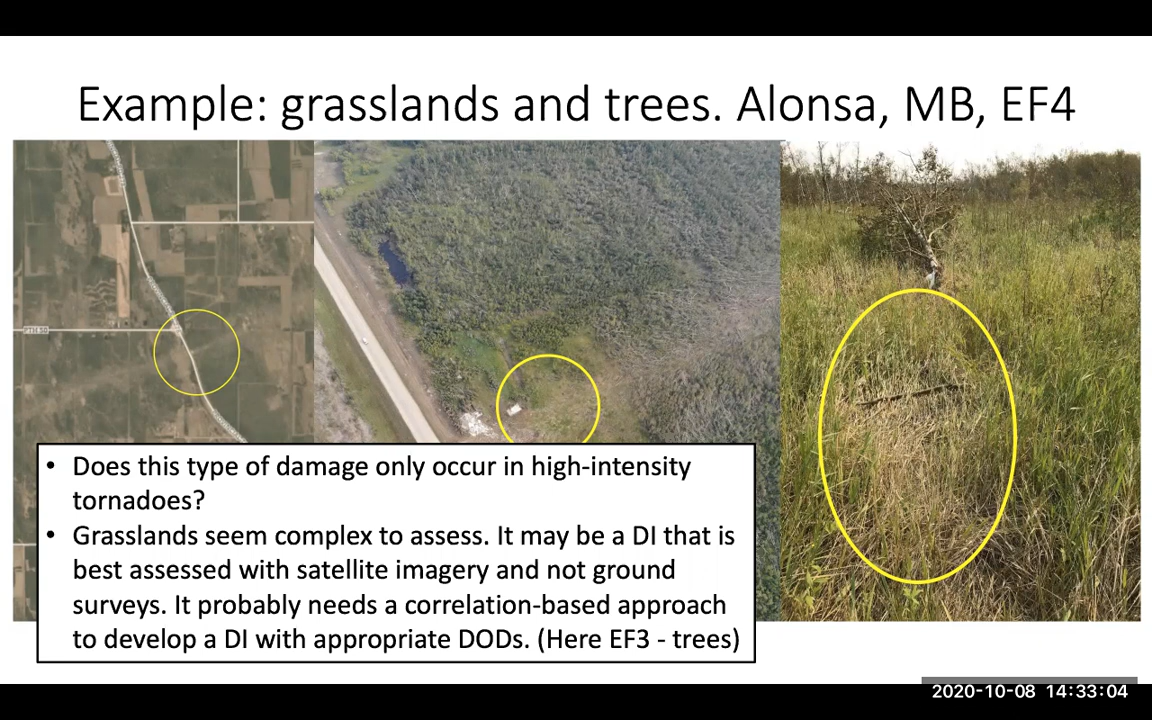 Example: grasslands and trees. Alonsa, MB, EF4
PTH 50
• Does this type of damage only occur in high-intensity
tornadoes?
• Grasslands seem complex to assess. It may be a DI that is
best assessed with satellite imagery and not ground
surveys. It probably needs a correlation-based approach
to develop a DI with appropriate DODs. (Here EF3 - trees)
2020-10-08 14:33:04